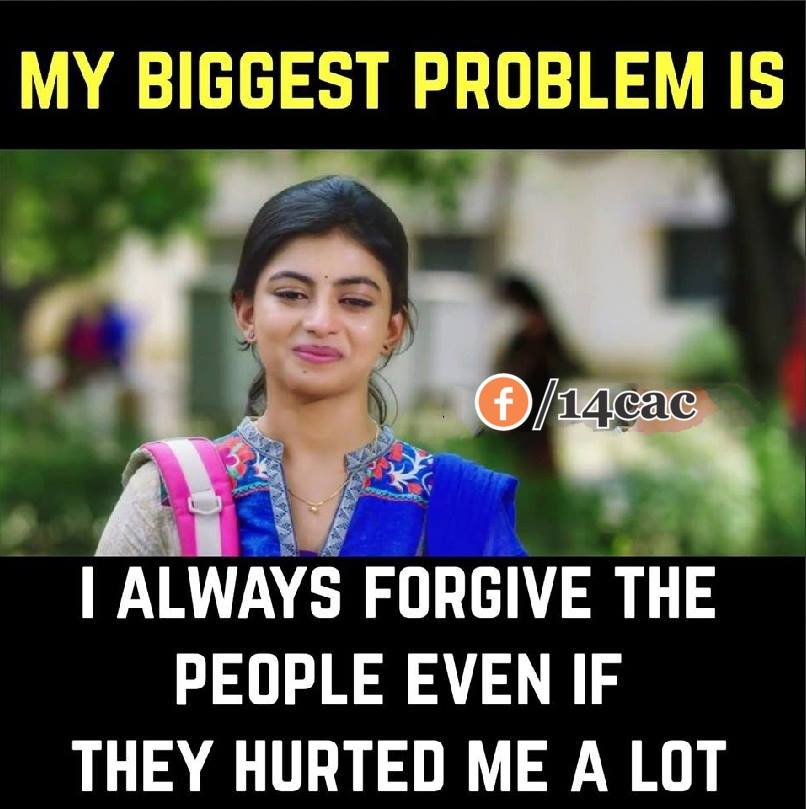 MY BIGGEST PROBLEM IS
f/14cac
I ALWAYS FORGIVE THE
PEOPLE EVEN IF
THEY HURTED ME A LOT